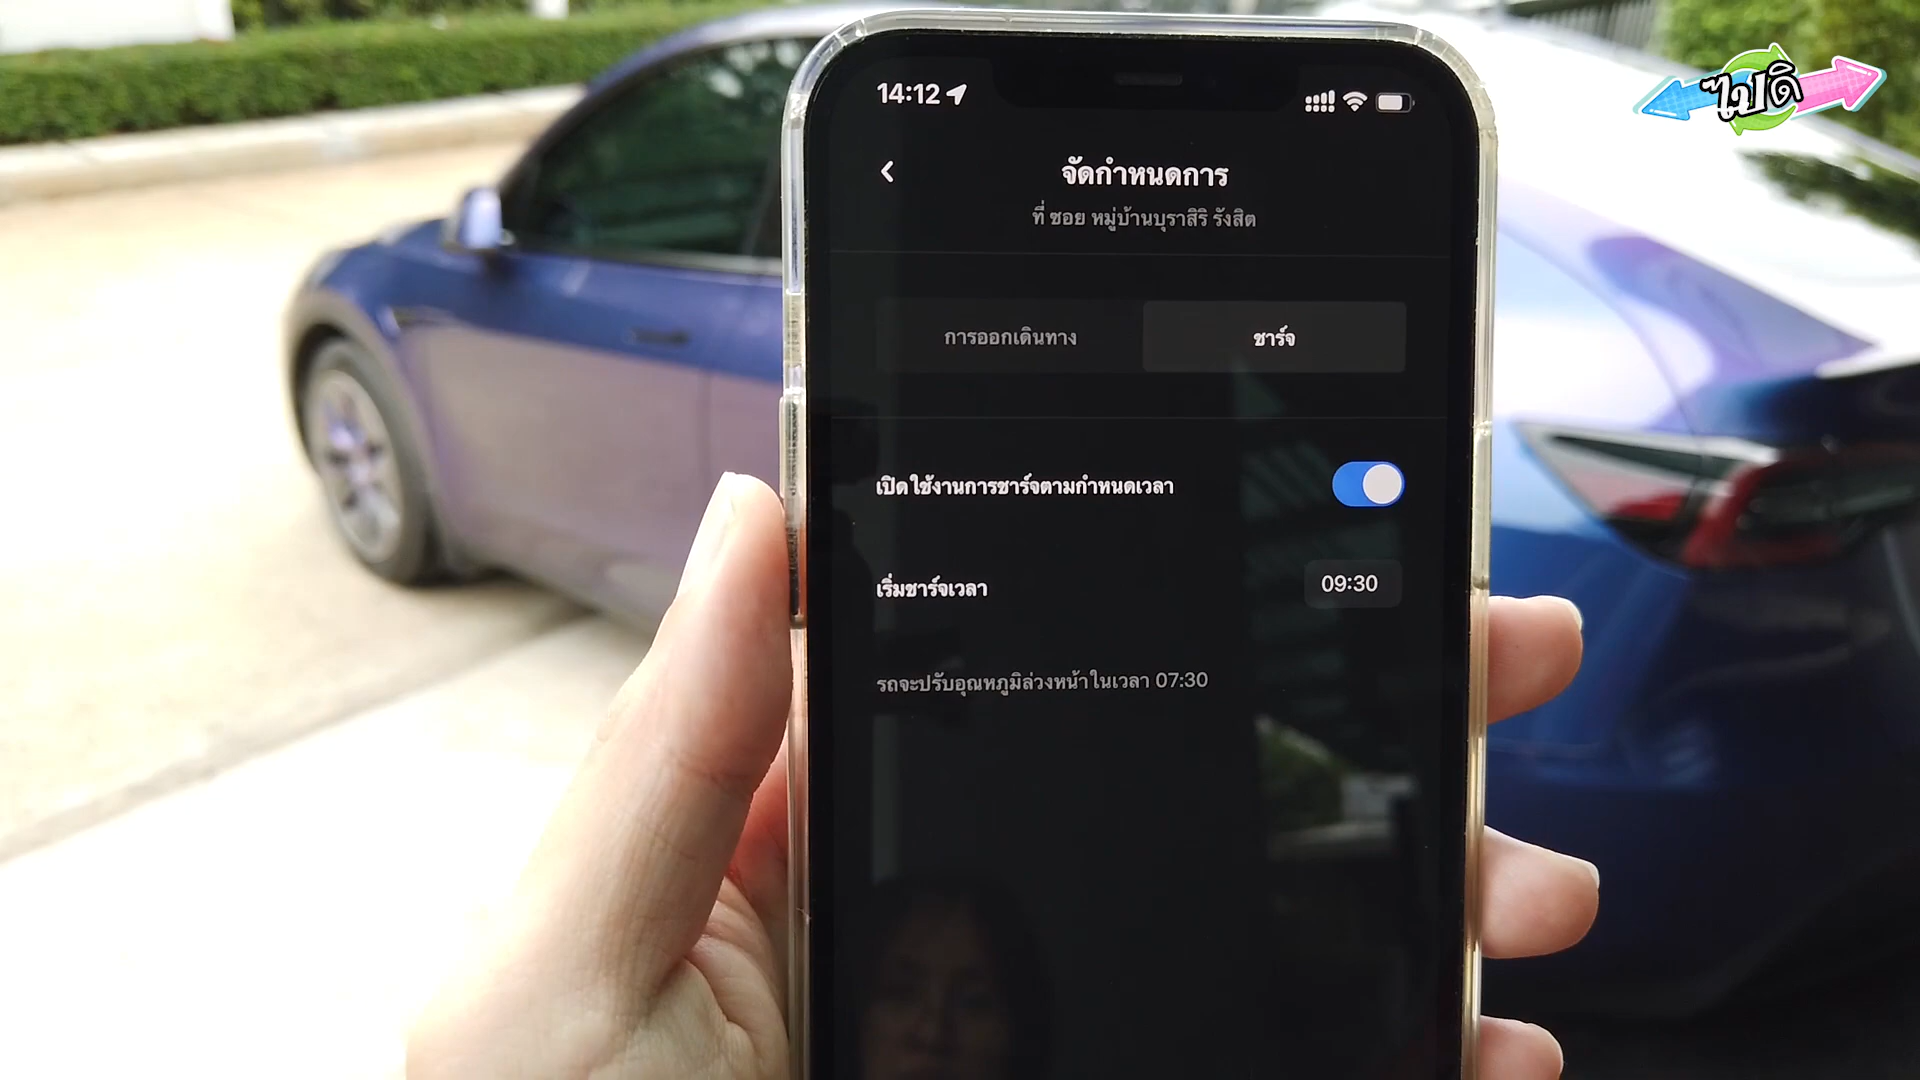 14:12
ไปดิ
จัดกำหนดการ
ที่ ซอย หมู่บ้านบุราสิริ รังสิต
การออกเดินทาง
ชาร์จ
เปิดใช้งานการชาร์จตามกำหนดเวลา
เริ่มชาร์จเวลา
09:30
รถจะปรับอุณหภูมิล่วงหน้าในเวลา 07:30